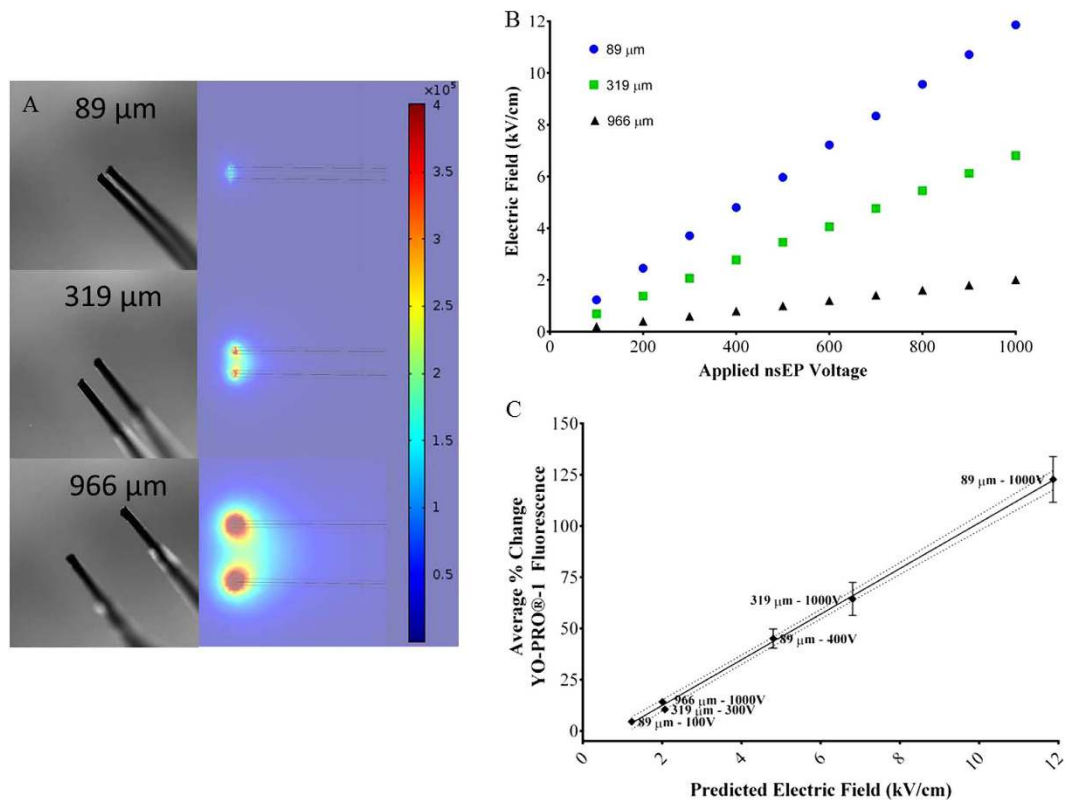 A
89 µm
319 µm
966 µm
×10⁵
4
3.5
3
2.5
2
1.5
1
0.5
B
Electric Field (kV/cm)
12
10
8
6
4
2
0
89 µm
319 µm
966 µm
200
400
600
800
1000
Applied nsEP Voltage
C
Average % Change
YO-PRO®-1 Fluorescence
150
125
100
75
50
25
0
89 µm - 1000V
319 µm - 1000V
89 µm - 400V
966 µm - 1000V
319 µm - 300V
89 µm - 100V
0
2
4
6
8
10
12
Predicted Electric Field (kV/cm)